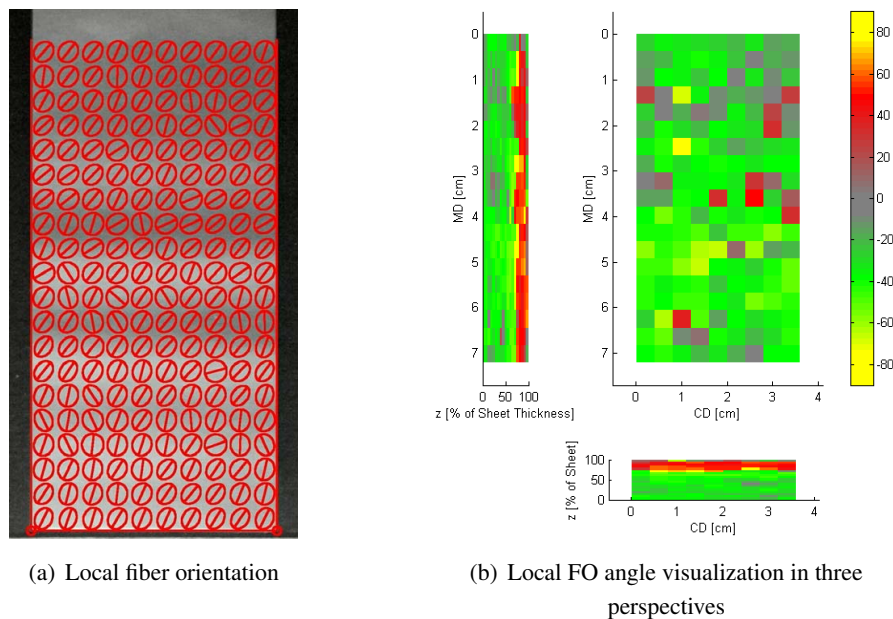 0
1
2
3
4
5
6
7
MD [cm]
0 50 100
z [% of Sheet Thickness]
0
1
2
3
4
5
6
7
MD [cm]
0 1 2 3 4
CD [cm]
80
60
40
20
0
-20
-40
-60
-80
100
50
0
z [% of Sheet]
0 1 2 3 4
CD [cm]
(a) Local fiber orientation
(b) Local FO angle visualization in three
perspectives